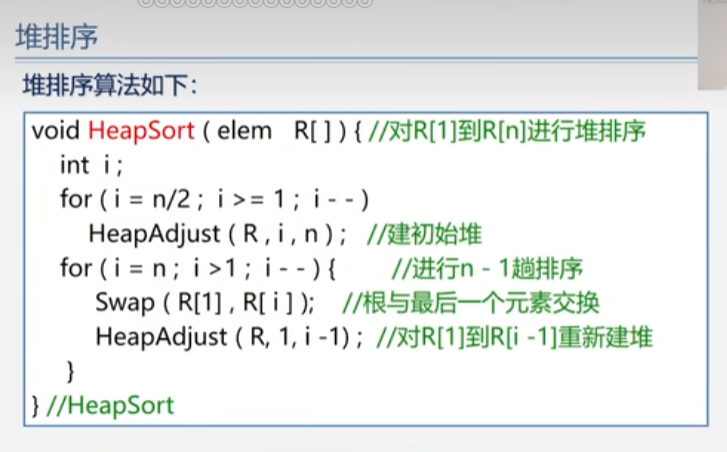 堆排序
堆排序算法如下:
void HeapSort ( elem R[ ] ) { //对R[1]到R[n]进行堆排序
int i ;
for ( i = n/2 ; i >= 1 ; i - - )
HeapAdjust ( R , i , n ) ; //建初始堆
for ( i = n ; i >1 ; i - - ) { //进行n - 1趟排序
Swap ( R[1] , R[ i ] ); //根与最后一个元素交换
HeapAdjust ( R, 1, i -1) ; //对R[1]到R[i -1]重新建堆
}
} //HeapSort